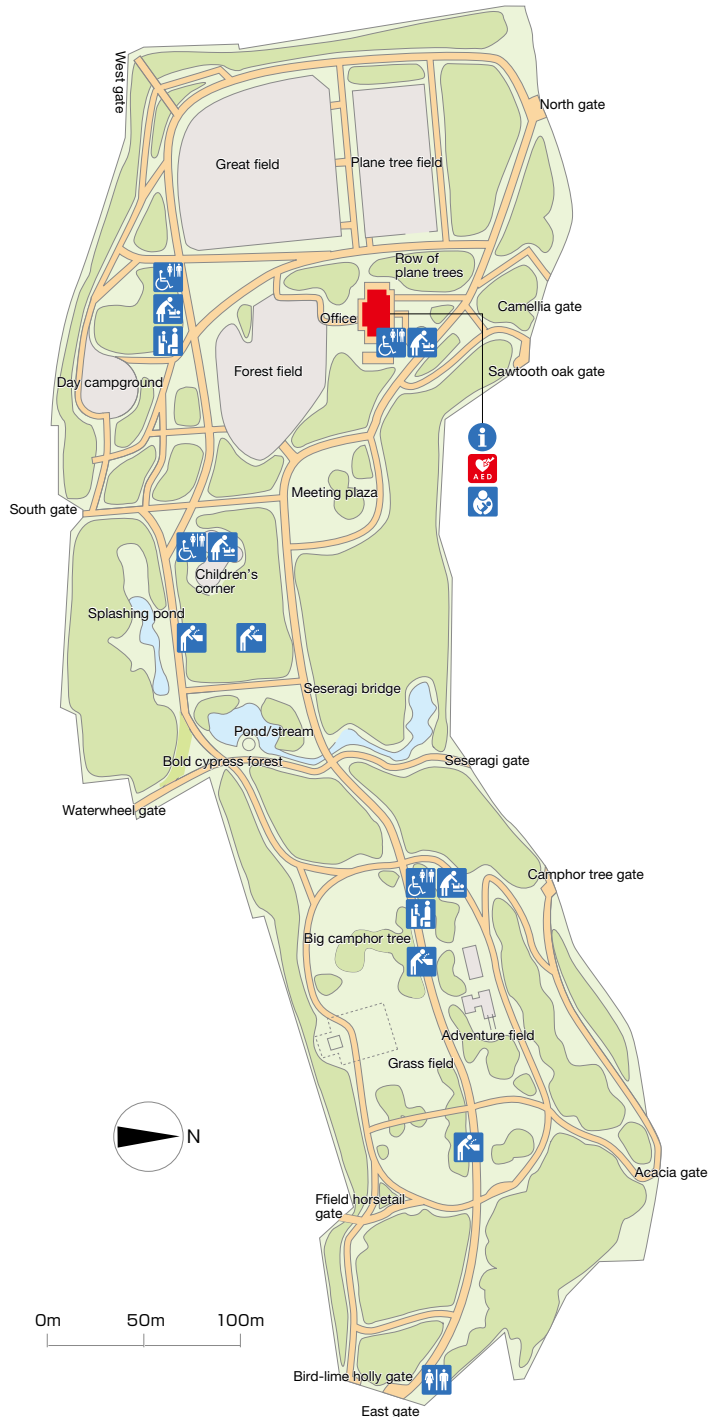 West gate
North gate
Great field
Plane tree field
Row of
plane trees
Camellia gate
Office
Sawtooth oak gate
Forest field
Day campground
AED
Meeting plaza
South gate
Children's
corner
Splashing pond
Seseragi bridge
Pond/stream
Bold cypress forest
Seseragi gate
Waterwheel gate
Camphor tree gate
Big camphor tree
Adventure field
Grass field
N
Acacia gate
Ffield horsetail
gate
0m 50m 100m
Bird-lime holly gate
East gate